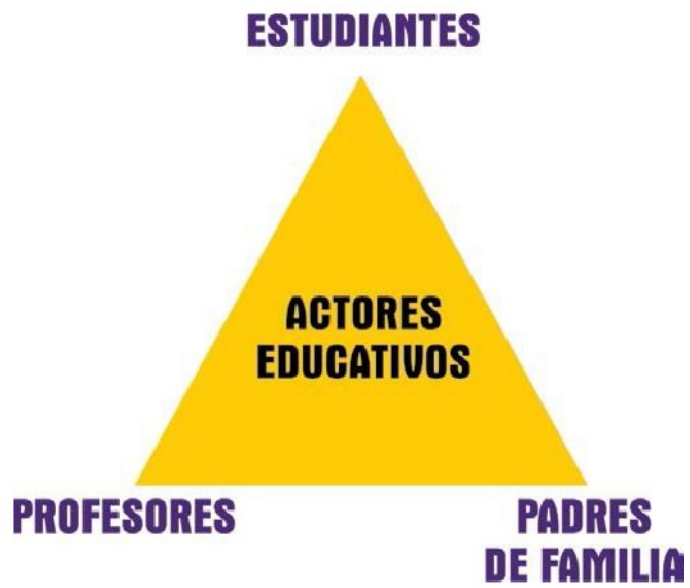 ESTUDIANTES
ACTORES
EDUCATIVOS
PROFESORES
PADRES
DE FAMILIA